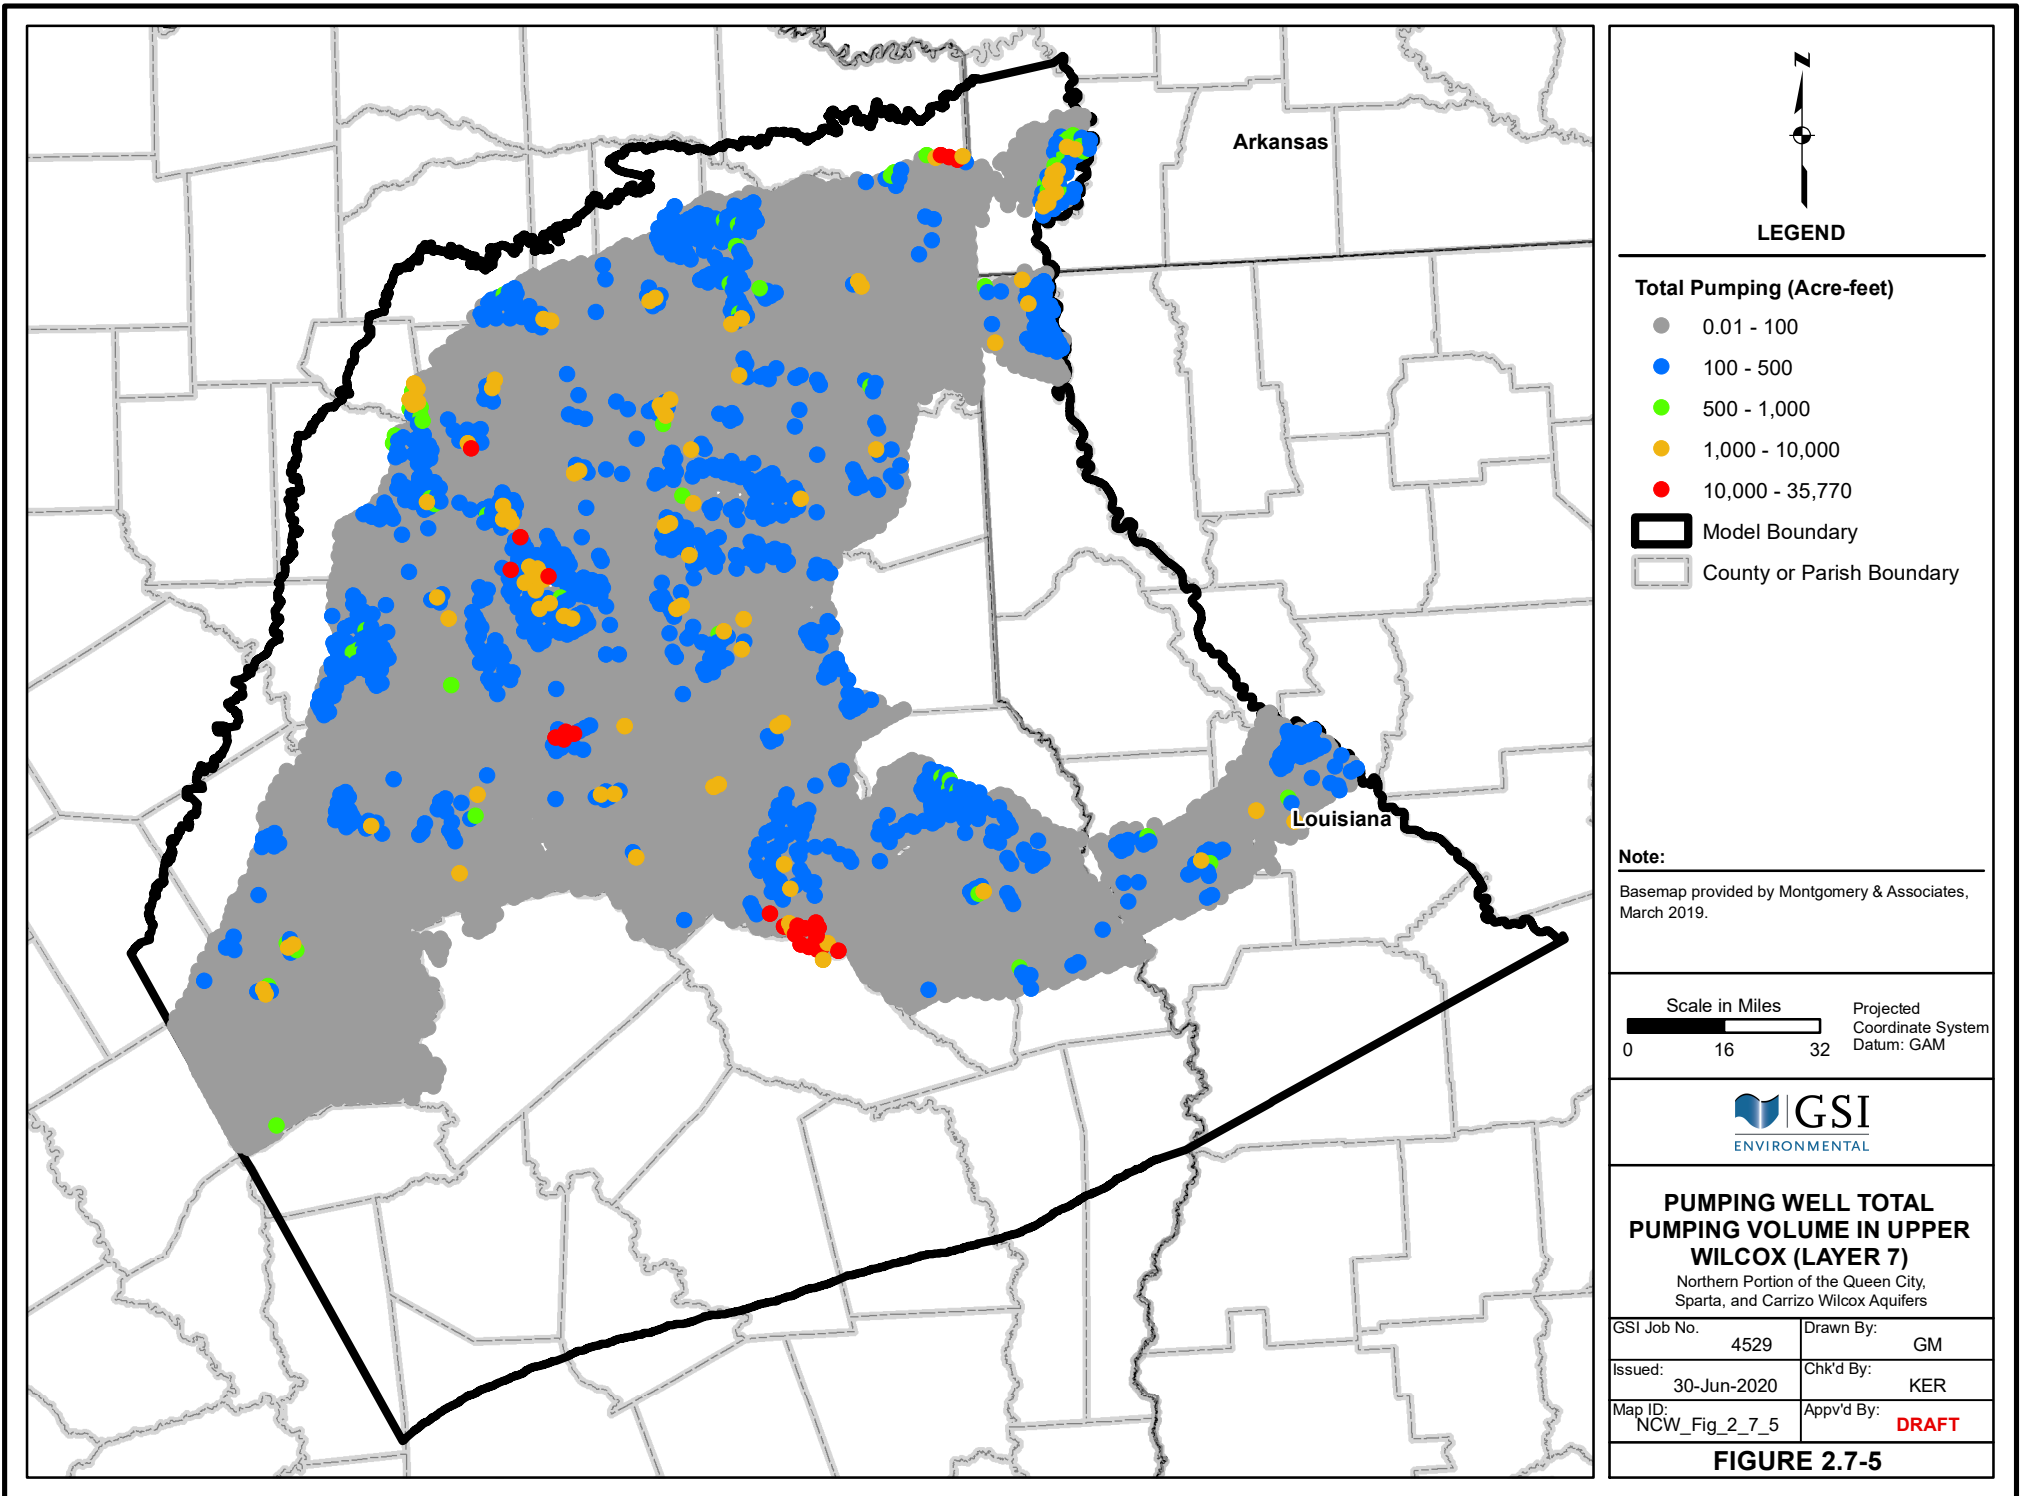 Arkansas
Louisiana
N
LEGEND
Total Pumping (Acre-feet)
0.01 - 100
100 - 500
500 - 1,000
1,000 - 10,000
10,000 - 35,770
Model Boundary
County or Parish Boundary
Note:
Basemap provided by Montgomery & Associates,
March 2019.
Scale in Miles
0 16 32
Projected
Coordinate System
Datum: GAM
GSI
ENVIRONMENTAL
PUMPING WELL TOTAL
PUMPING VOLUME IN UPPER
WILCOX (LAYER 7)
Northern Portion of the Queen City,
Sparta, and Carrizo Wilcox Aquifers
GSI Job No. 4529
Drawn By: GM
Issued: 30-Jun-2020
Chk'd By: KER
Map ID: NCW_Fig_2_7_5
Appv'd By: DRAFT
FIGURE 2.7-5